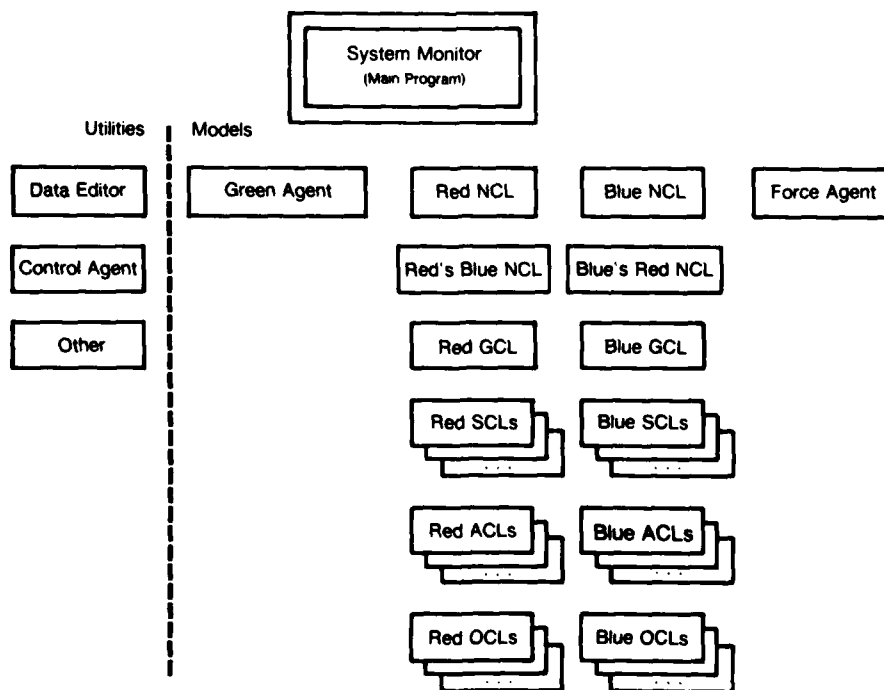 System Monitor
(Main Program)
Utilities
Models
Data Editor
Green Agent
Red NCL
Blue NCL
Force Agent
Control Agent
Red's Blue NCL
Blue's Red NCL
Other
Red GCL
Blue GCL
Red SCLs
Blue SCLs
. . .
. . .
Red ACLs
Blue ACLs
. . .
. . .
Red OCLs
Blue OCLs
. . .
. . .